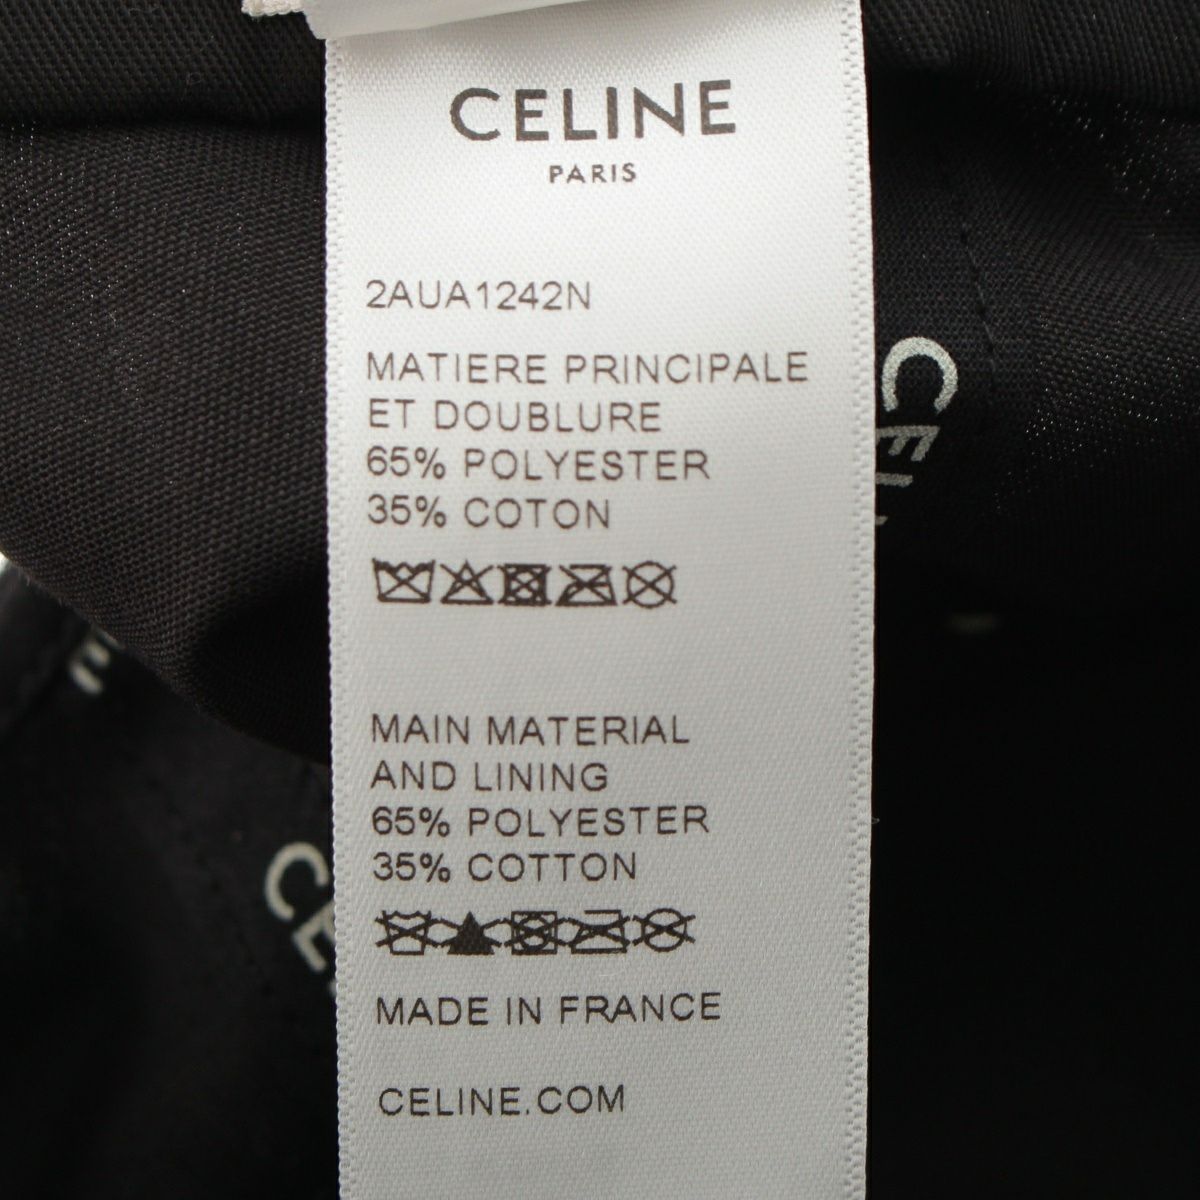 CELINE
PARIS
2AUA1242N
MATIERE PRINCIPALE
ET DOUBLURE
65% POLYESTER
35% COTON
MAIN MATERIAL
AND LINING
65% POLYESTER
35% COTTON
MADE IN FRANCE
CELINE.COM